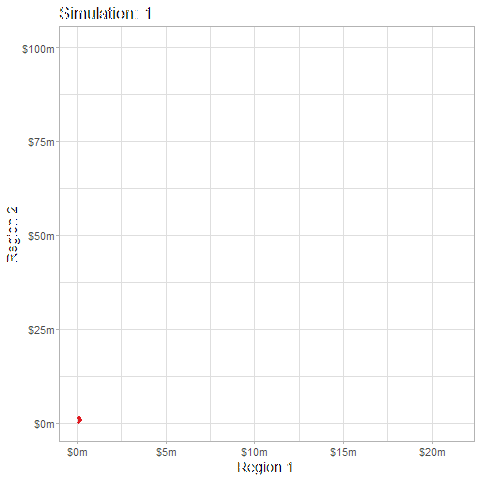 Simulation: 1
$100m
$75m
$50m
$25m
$0m
Region 2
$0m $5m $10m $15m $20m
Region 1